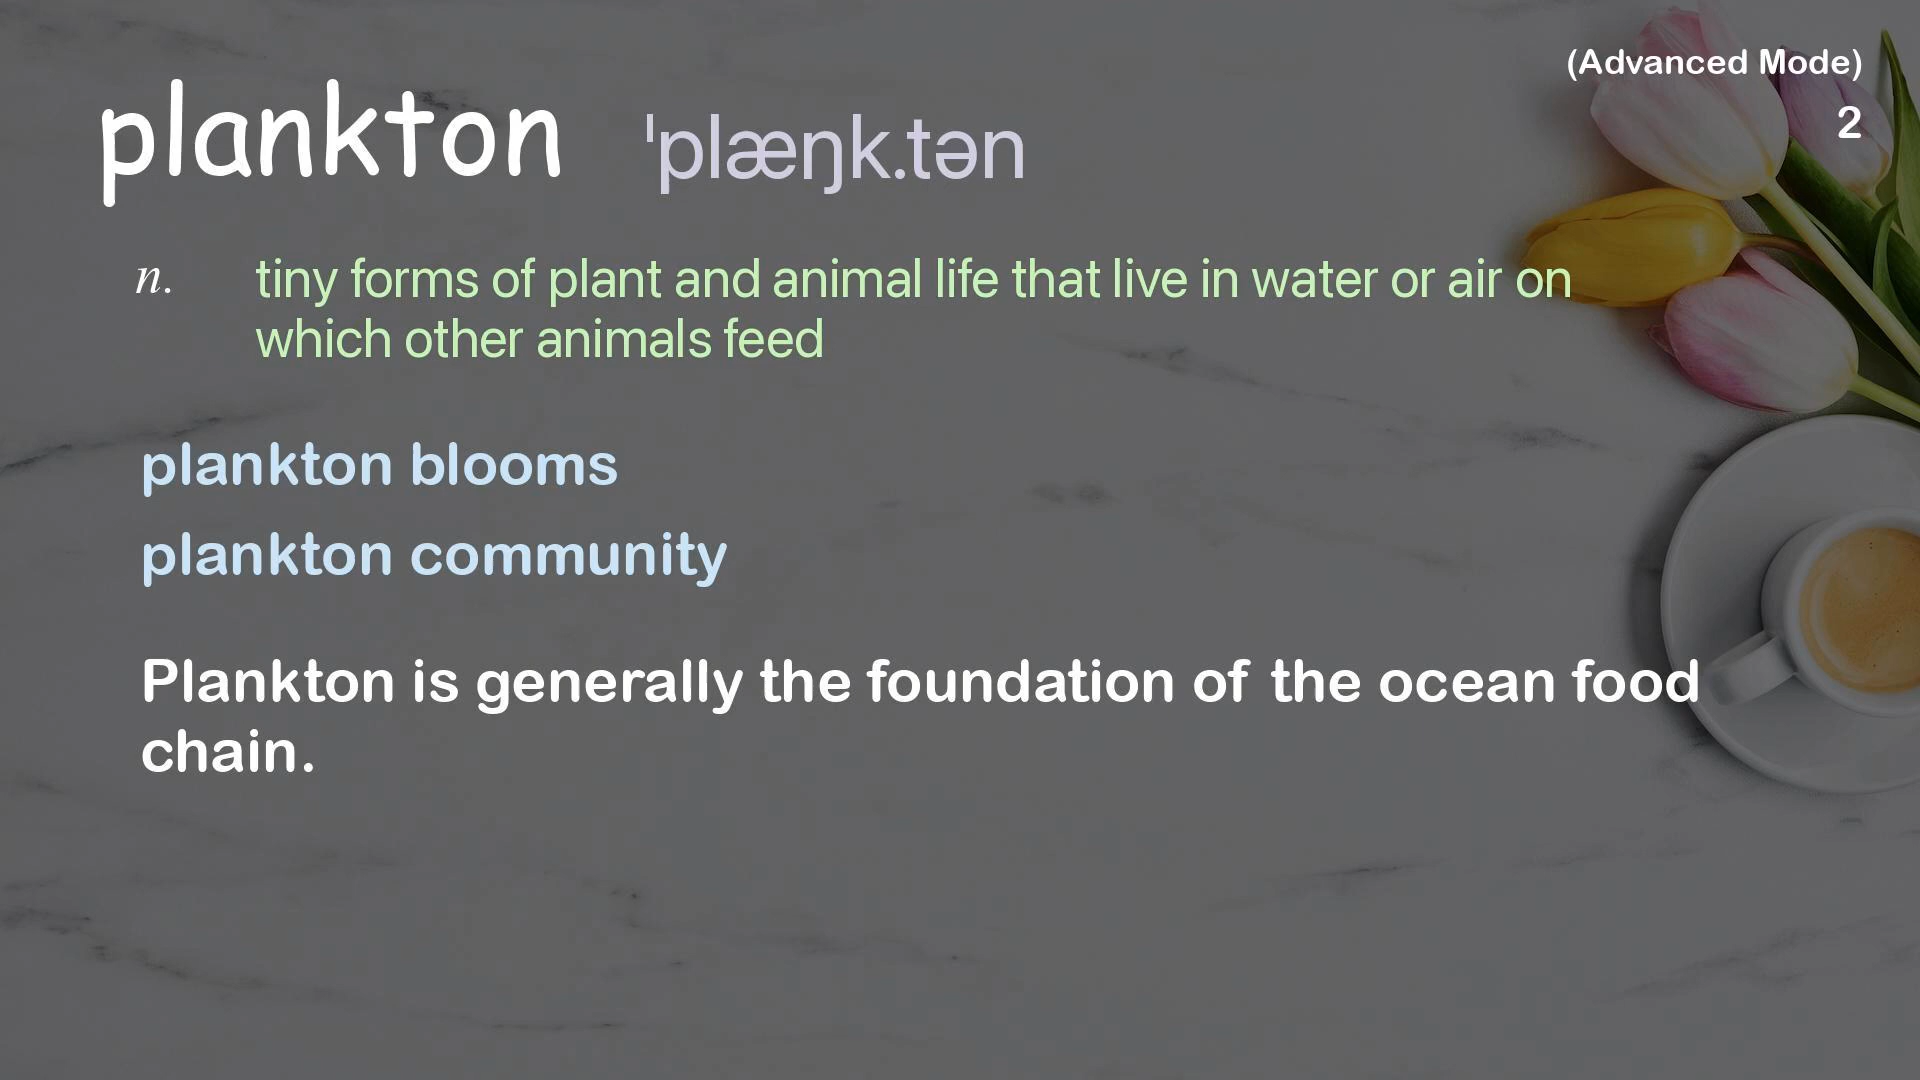 (Advanced Mode)
plankton ˈplæŋk.tən
2
n. tiny forms of plant and animal life that live in water or air on
which other animals feed
plankton blooms
plankton community
Plankton is generally the foundation of the ocean food
chain.